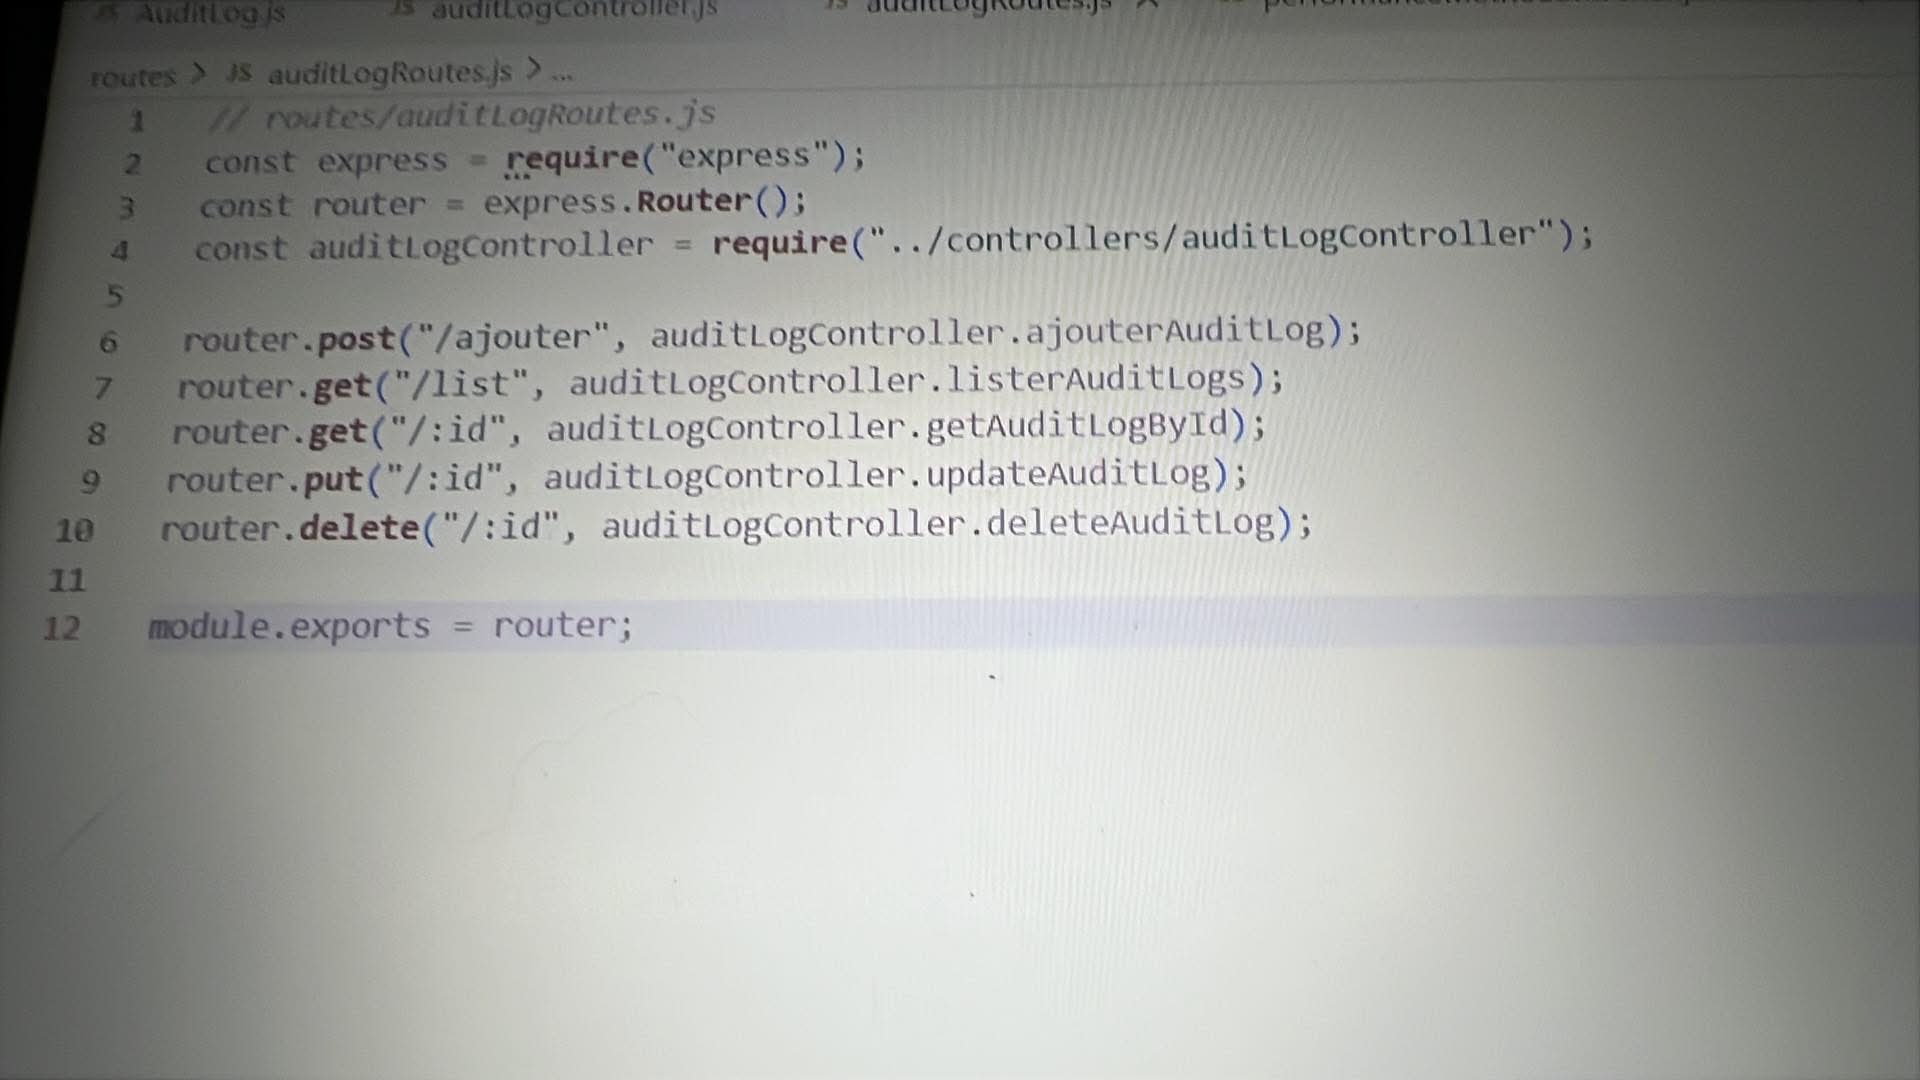 AuditLog.js auditLogController.js auditLogRoutes.js
routes > JS auditLogRoutes.js > ...
1 // routes/auditLogRoutes.js
2 const express = require("express");
3 const router = express.Router();
4 const auditLogController = require("../controllers/auditLogController");
5
6 router.post("/ajouter", auditLogController.ajouterAuditLog);
7 router.get("/list", auditLogController.listerAuditLogs);
8 router.get("/:id", auditLogController.getAuditLogById);
9 router.put("/:id", auditLogController.updateAuditLog);
10 router.delete("/:id", auditLogController.deleteAuditLog);
11
12 module.exports = router;